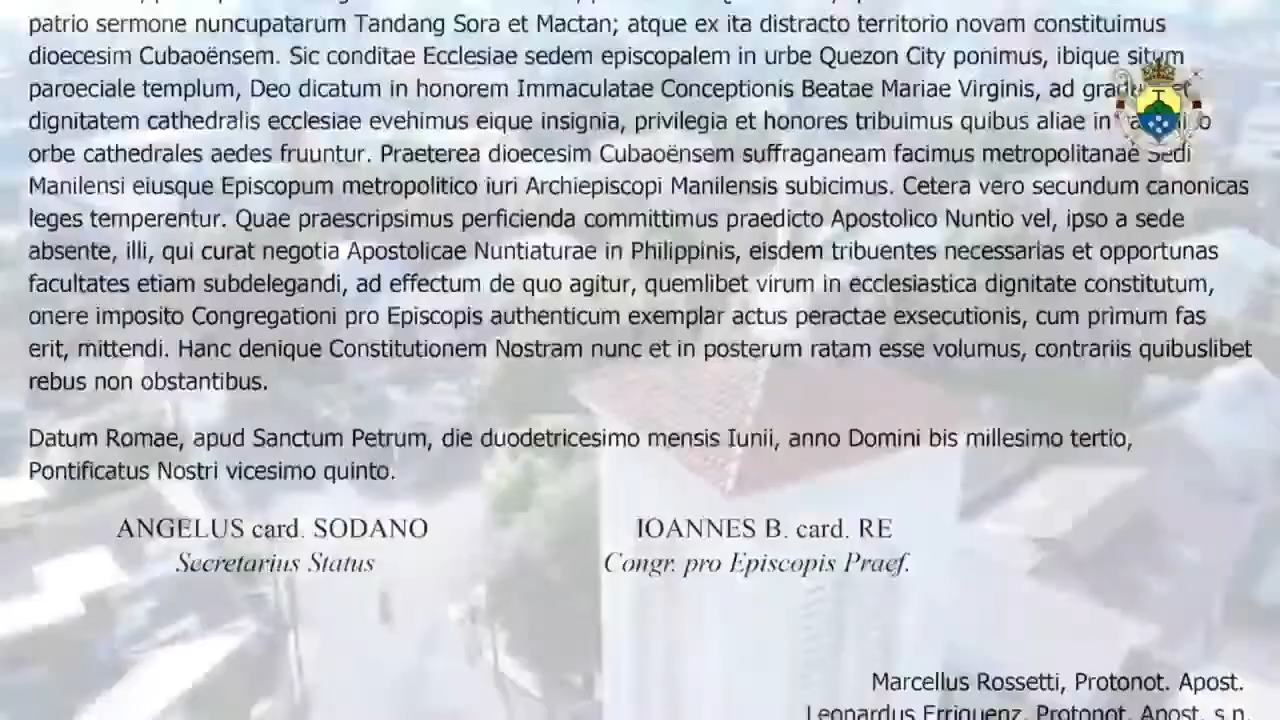 patrio sermone nuncupatarum Tandang Sora et Mactan; atque ex ita distracto territorio novam constituimus
dioecesim Cubaoënsem. Sic conditae Ecclesiae sedem episcopalem in urbe Quezon City ponimus, ibique situm
paroeciale templum, Deo dicatum in honorem Immaculatae Conceptionis Beatae Mariae Virginis, ad
dignitatem cathedralis ecclesiae evehimus eique insignia, privilegia et honores tribuimus quibus aliae in
orbe cathedrales aedes fruuntur. Praeterea dioecesim Cubaoënsem suffraganeam facimus metropolitanae Sedi
Manilensi eiusque Episcopum metropolitico iuri Archiepiscopi Manilensis subicimus. Cetera vero secundum canonicas
leges temperentur. Quae praescripsimus perficienda committimus praedicto Apostolico Nuntio vel, ipso a sede
absente, illi, qui curat negotia Apostolicae Nuntiaturae in Philippinis, eisdem tribuentes necessarias et opportunas
facultates etiam subdelegandi, ad effectum de quo agitur, quemlibet virum in ecclesiastica dignitate constitutum,
onere imposito Congregationi pro Episcopis authenticum exemplar actus peractae exsecutionis, cum primum fas
erit, mittendi. Hanc denique Constitutionem Nostram nunc et in posterum ratam esse volumus, contrariis quibuslibet
rebus non obstantibus.
Datum Romae, apud Sanctum Petrum, die duodetricesimo mensis Iunii, anno Domini bis millesimo tertio,
Pontificatus Nostri vicesimo quinto.
ANGELUS card. SODANO
Secretarius Status
IOANNES B. card. RE
Congr. pro Episcopis Praef.
Marcellus Rossetti, Protonot. Apost.
Leonardus Erriquenz, Protonot. Apost. s.n.